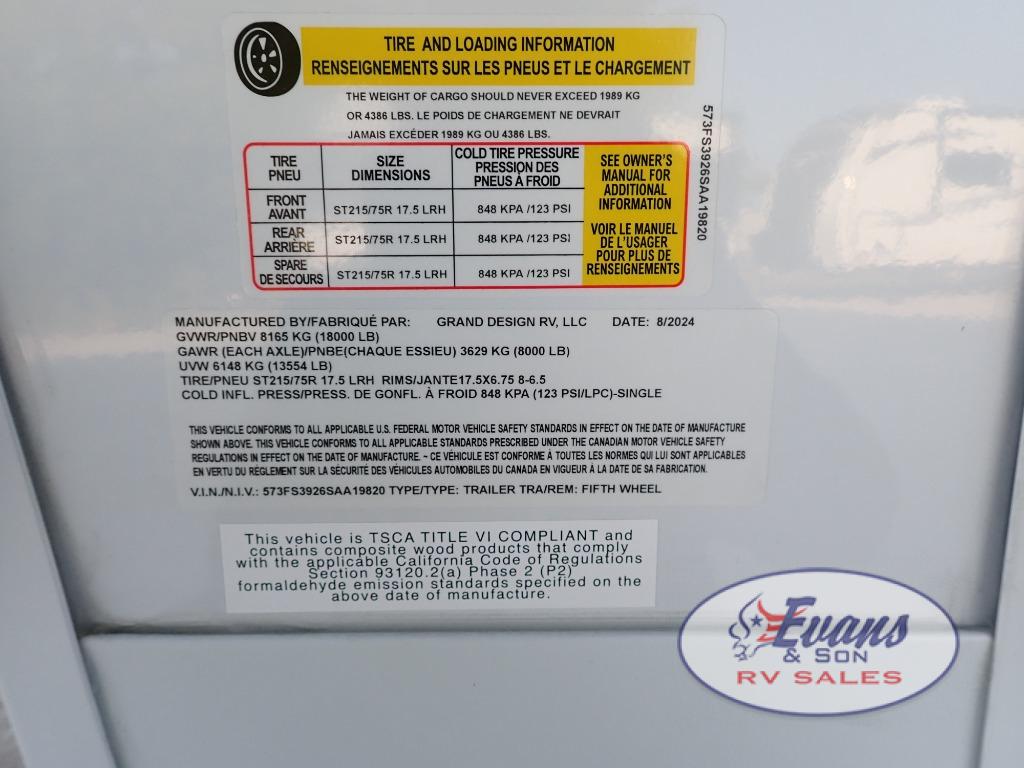 TIRE AND LOADING INFORMATION
RENSEIGNEMENTS SUR LES PNEUS ET LE CHARGEMENT
THE WEIGHT OF CARGO SHOULD NEVER EXCEED 1989 KG
OR 4386 LBS. LE POIDS DE CHARGEMENT NE DEVRAIT
JAMAIS EXCÉDER 1989 KG OU 4386 LBS.
TIRE
PNEU
SIZE
DIMENSIONS
COLD TIRE PRESSURE
PRESSION DES
PNEUS À FROID
FRONT
AVANT
ST215/75R 17.5 LRH
848 KPA /123 PSI
REAR
ARRIÈRE
ST215/75R 17.5 LRH
848 KPA /123 PSI
SPARE
DE SECOURS
ST215/75R 17.5 LRH
848 KPA /123 PSI
SEE OWNER'S
MANUAL FOR
ADDITIONAL
INFORMATION
VOIR LE MANUEL
DE L'USAGER
POUR PLUS DE
RENSEIGNEMENTS
573FS3926SAA19820
MANUFACTURED BY/FABRIQUÉ PAR: GRAND DESIGN RV, LLC DATE: 8/2024
GVWR/PNBV 8165 KG (18000 LB)
GAWR (EACH AXLE)/PNBE(CHAQUE ESSIEU) 3629 KG (8000 LB)
UVW 6148 KG (13554 LB)
TIRE/PNEU ST215/75R 17.5 LRH RIMS/JANTE17.5X6.75 8-6.5
COLD INFL. PRESS/PRESS. DE GONFL. À FROID 848 KPA (123 PSI/LPC)-SINGLE
THIS VEHICLE CONFORMS TO ALL APPLICABLE U.S. FEDERAL MOTOR VEHICLE SAFETY STANDARDS IN EFFECT ON THE DATE OF MANUFACTURE
SHOWN ABOVE. THIS VEHICLE CONFORMS TO ALL APPLICABLE STANDARDS PRESCRIBED UNDER THE CANADIAN MOTOR VEHICLE SAFETY
REGULATIONS IN EFFECT ON THE DATE OF MANUFACTURE. ~ CE VÉHICULE EST CONFORME À TOUTES LES NORMES QUI LUI SONT APPLICABLES
EN VERTU DU RÈGLEMENT SUR LA SÉCURITÉ DES VÉHICULES AUTOMOBILES DU CANADA EN VIGUEUR À LA DATE DE SA FABRICATION.
V.I.N./N.I.V.: 573FS3926SAA19820 TYPE/TYPE: TRAILER TRA/REM: FIFTH WHEEL
This vehicle is TSCA TITLE VI COMPLIANT and
contains composite wood products that comply
with the applicable California Code of Regulations
Section 93120.2(a) Phase 2 (P2)
formaldehyde emission standards specified on the
above date of manufacture.
Evans
& SON
RV SALES